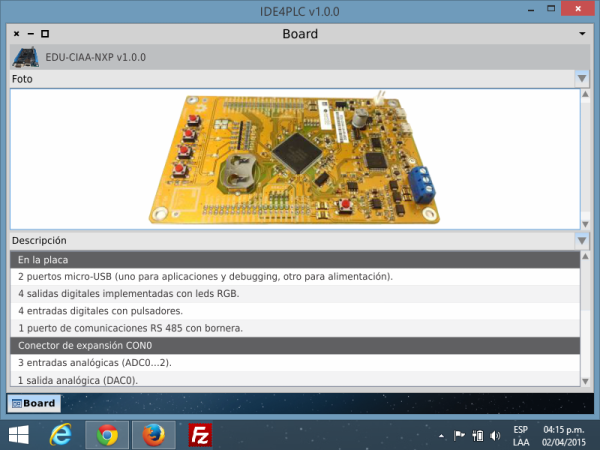 IDE4PLC v1.0.0
Board
EDU-CIAA-NXP v1.0.0
Foto
Descripción
En la placa
2 puertos micro-USB (uno para aplicaciones y debugging, otro para alimentación).
4 salidas digitales implementadas con leds RGB.
4 entradas digitales con pulsadores.
1 puerto de comunicaciones RS 485 con bornera.
Conector de expansión CON0
3 entradas analógicas (ADC0...2).
1 salida analógica (DAC0).
Board
ESP 04:15 p.m.
LAA 02/04/2015